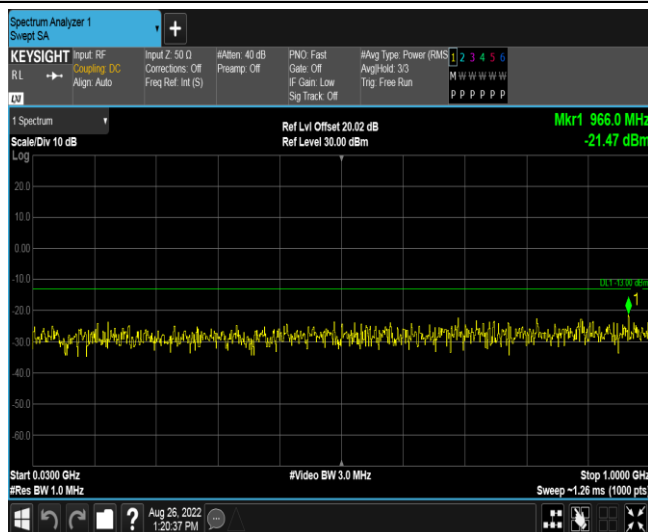 Spectrum Analyzer 1
Swept SA
+
KEYSIGHT Input: RF Input Z: 50 Ω #Atten: 40 dB PNO: Fast #Avg Type: Power (RMS 1 2 3 4 5 6
RL Coupling: DC Corrections: Off Preamp: Off Gate: Off Avg|Hold: 3/3 M W W W W W
Align: Auto Freq Ref: Int (S) IF Gain: Low Trig: Free Run
LXI Sig Track: Off P P P P P P
1 Spectrum Ref Lvl Offset 20.02 dB Mkr1 966.0 MHz
Scale/Div 10 dB Ref Level 30.00 dBm -21.47 dBm
Log
20.0
10.0
0.00
-10.0
DL1 -13.00 dBm
1
-20.0
-30.0
-40.0
-50.0
-60.0
Start 0.0300 GHz #Video BW 3.0 MHz Stop 1.0000 GHz
#Res BW 1.0 MHz Sweep ~1.26 ms (1000 pts)
? Aug 26, 2022
1:20:37 PM